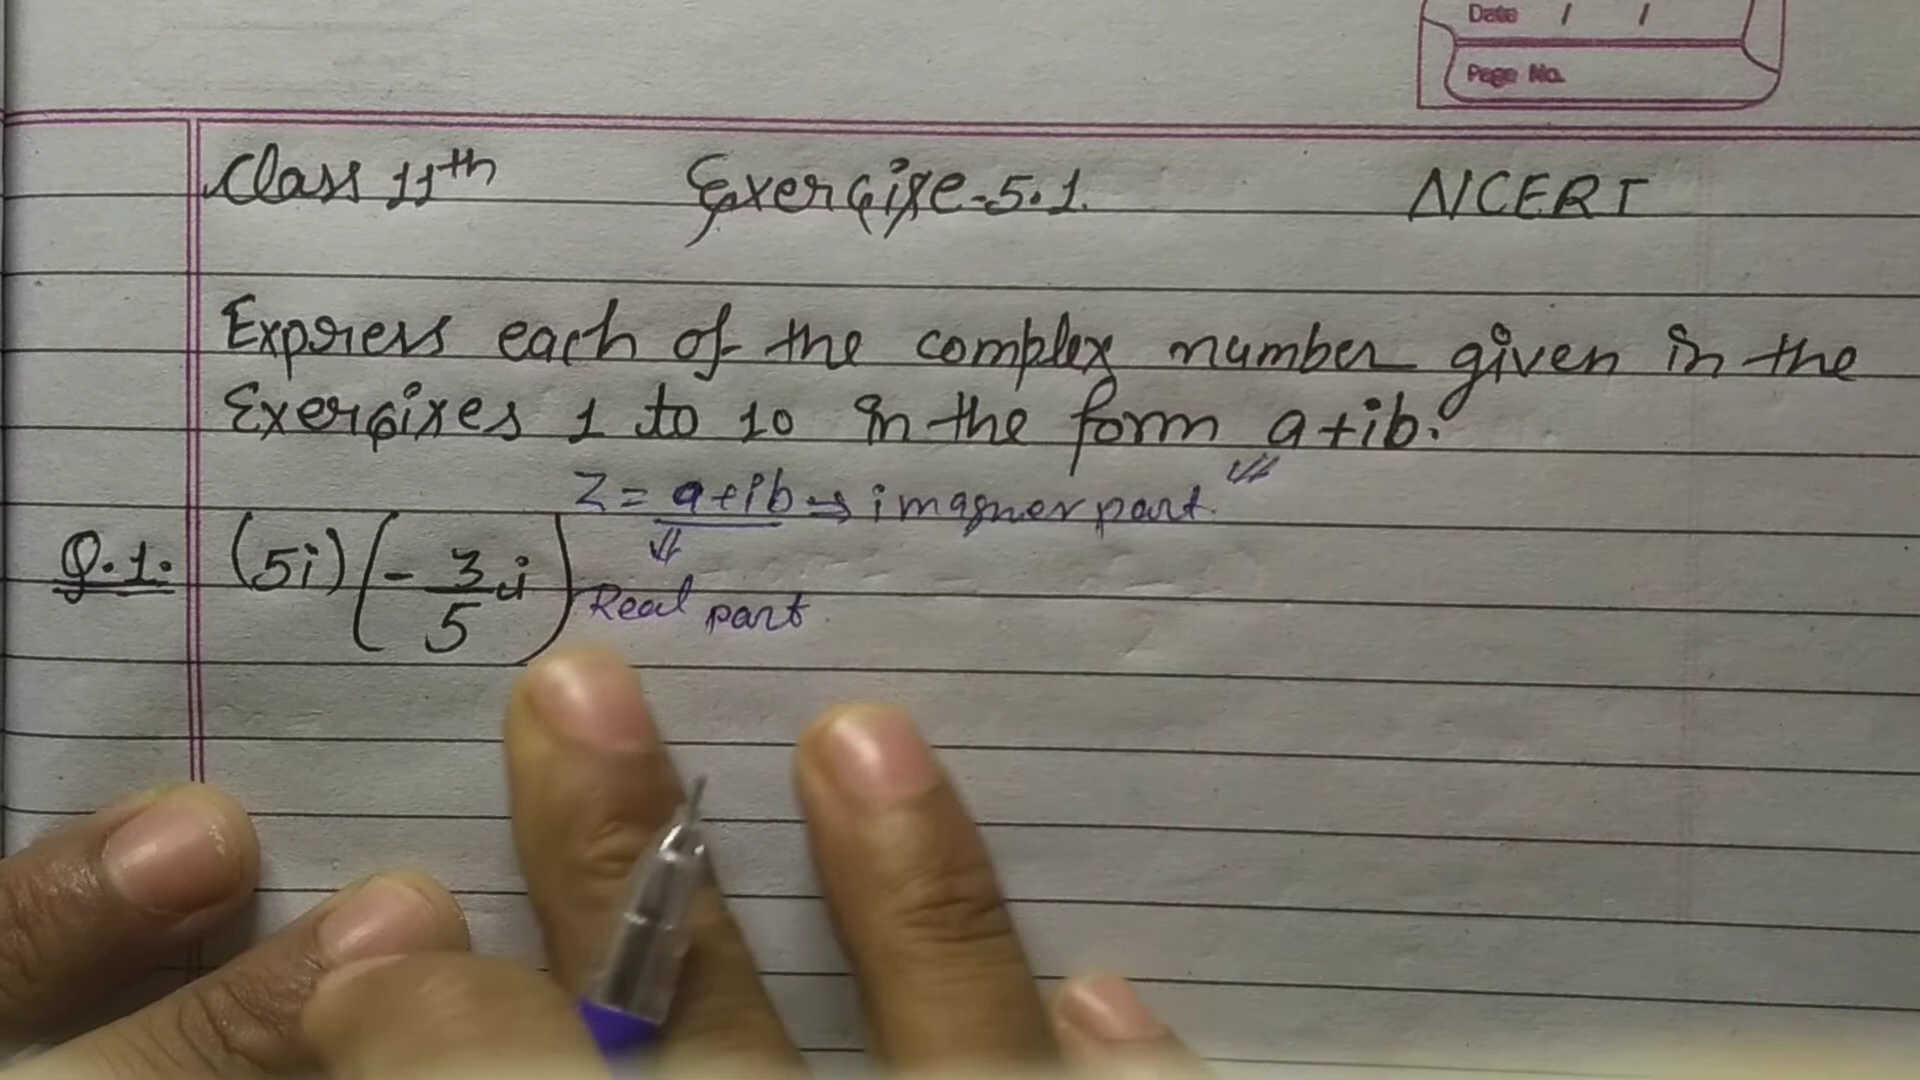 Date / /
Page No.
Class 11th Exercise-5.1. NCERT
Express each of the complex number given in the
Exercises 1 to 10 in the form a+ib.
Z = a+ib ⇒ imagner part.
Q.1. (5i)(-3/5 i)
Real part